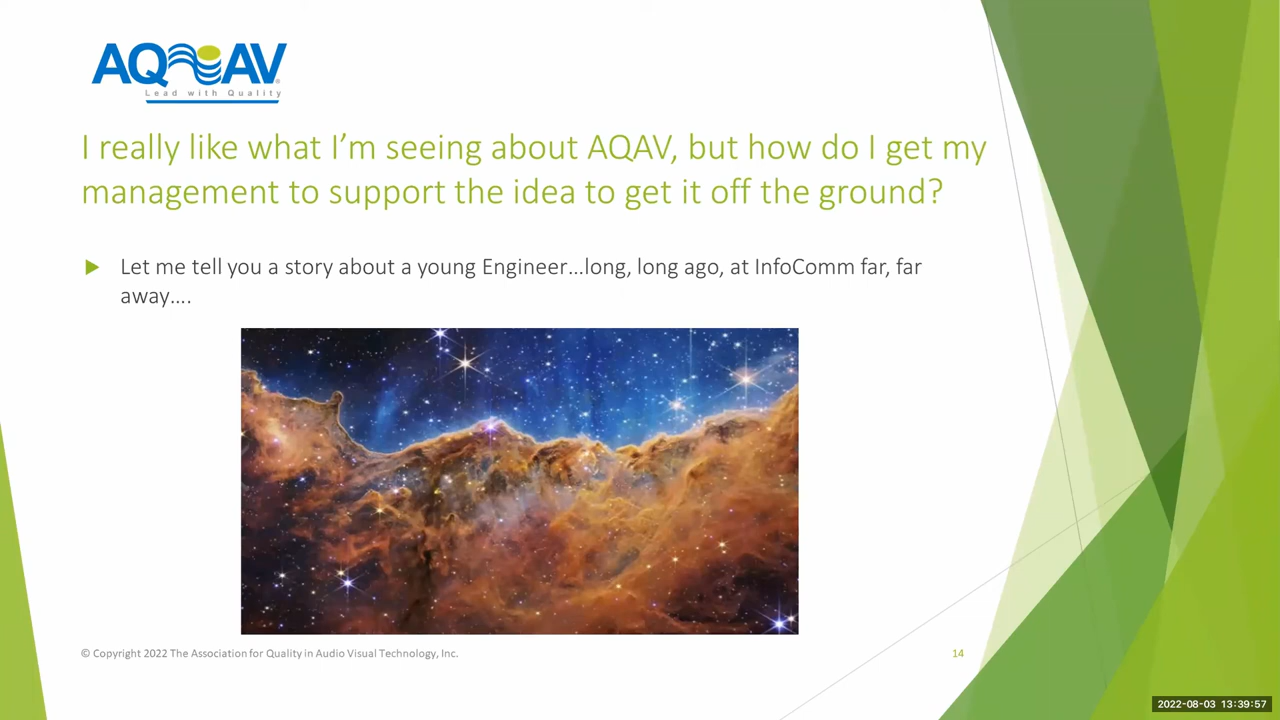 AQAV
Lead with Quality
I really like what I’m seeing about AQAV, but how do I get my
management to support the idea to get it off the ground?
Let me tell you a story about a young Engineer…long, long ago, at InfoComm far, far
away….
© Copyright 2022 The Association for Quality in Audio Visual Technology, Inc.
14
2022-08-03 13:39:57